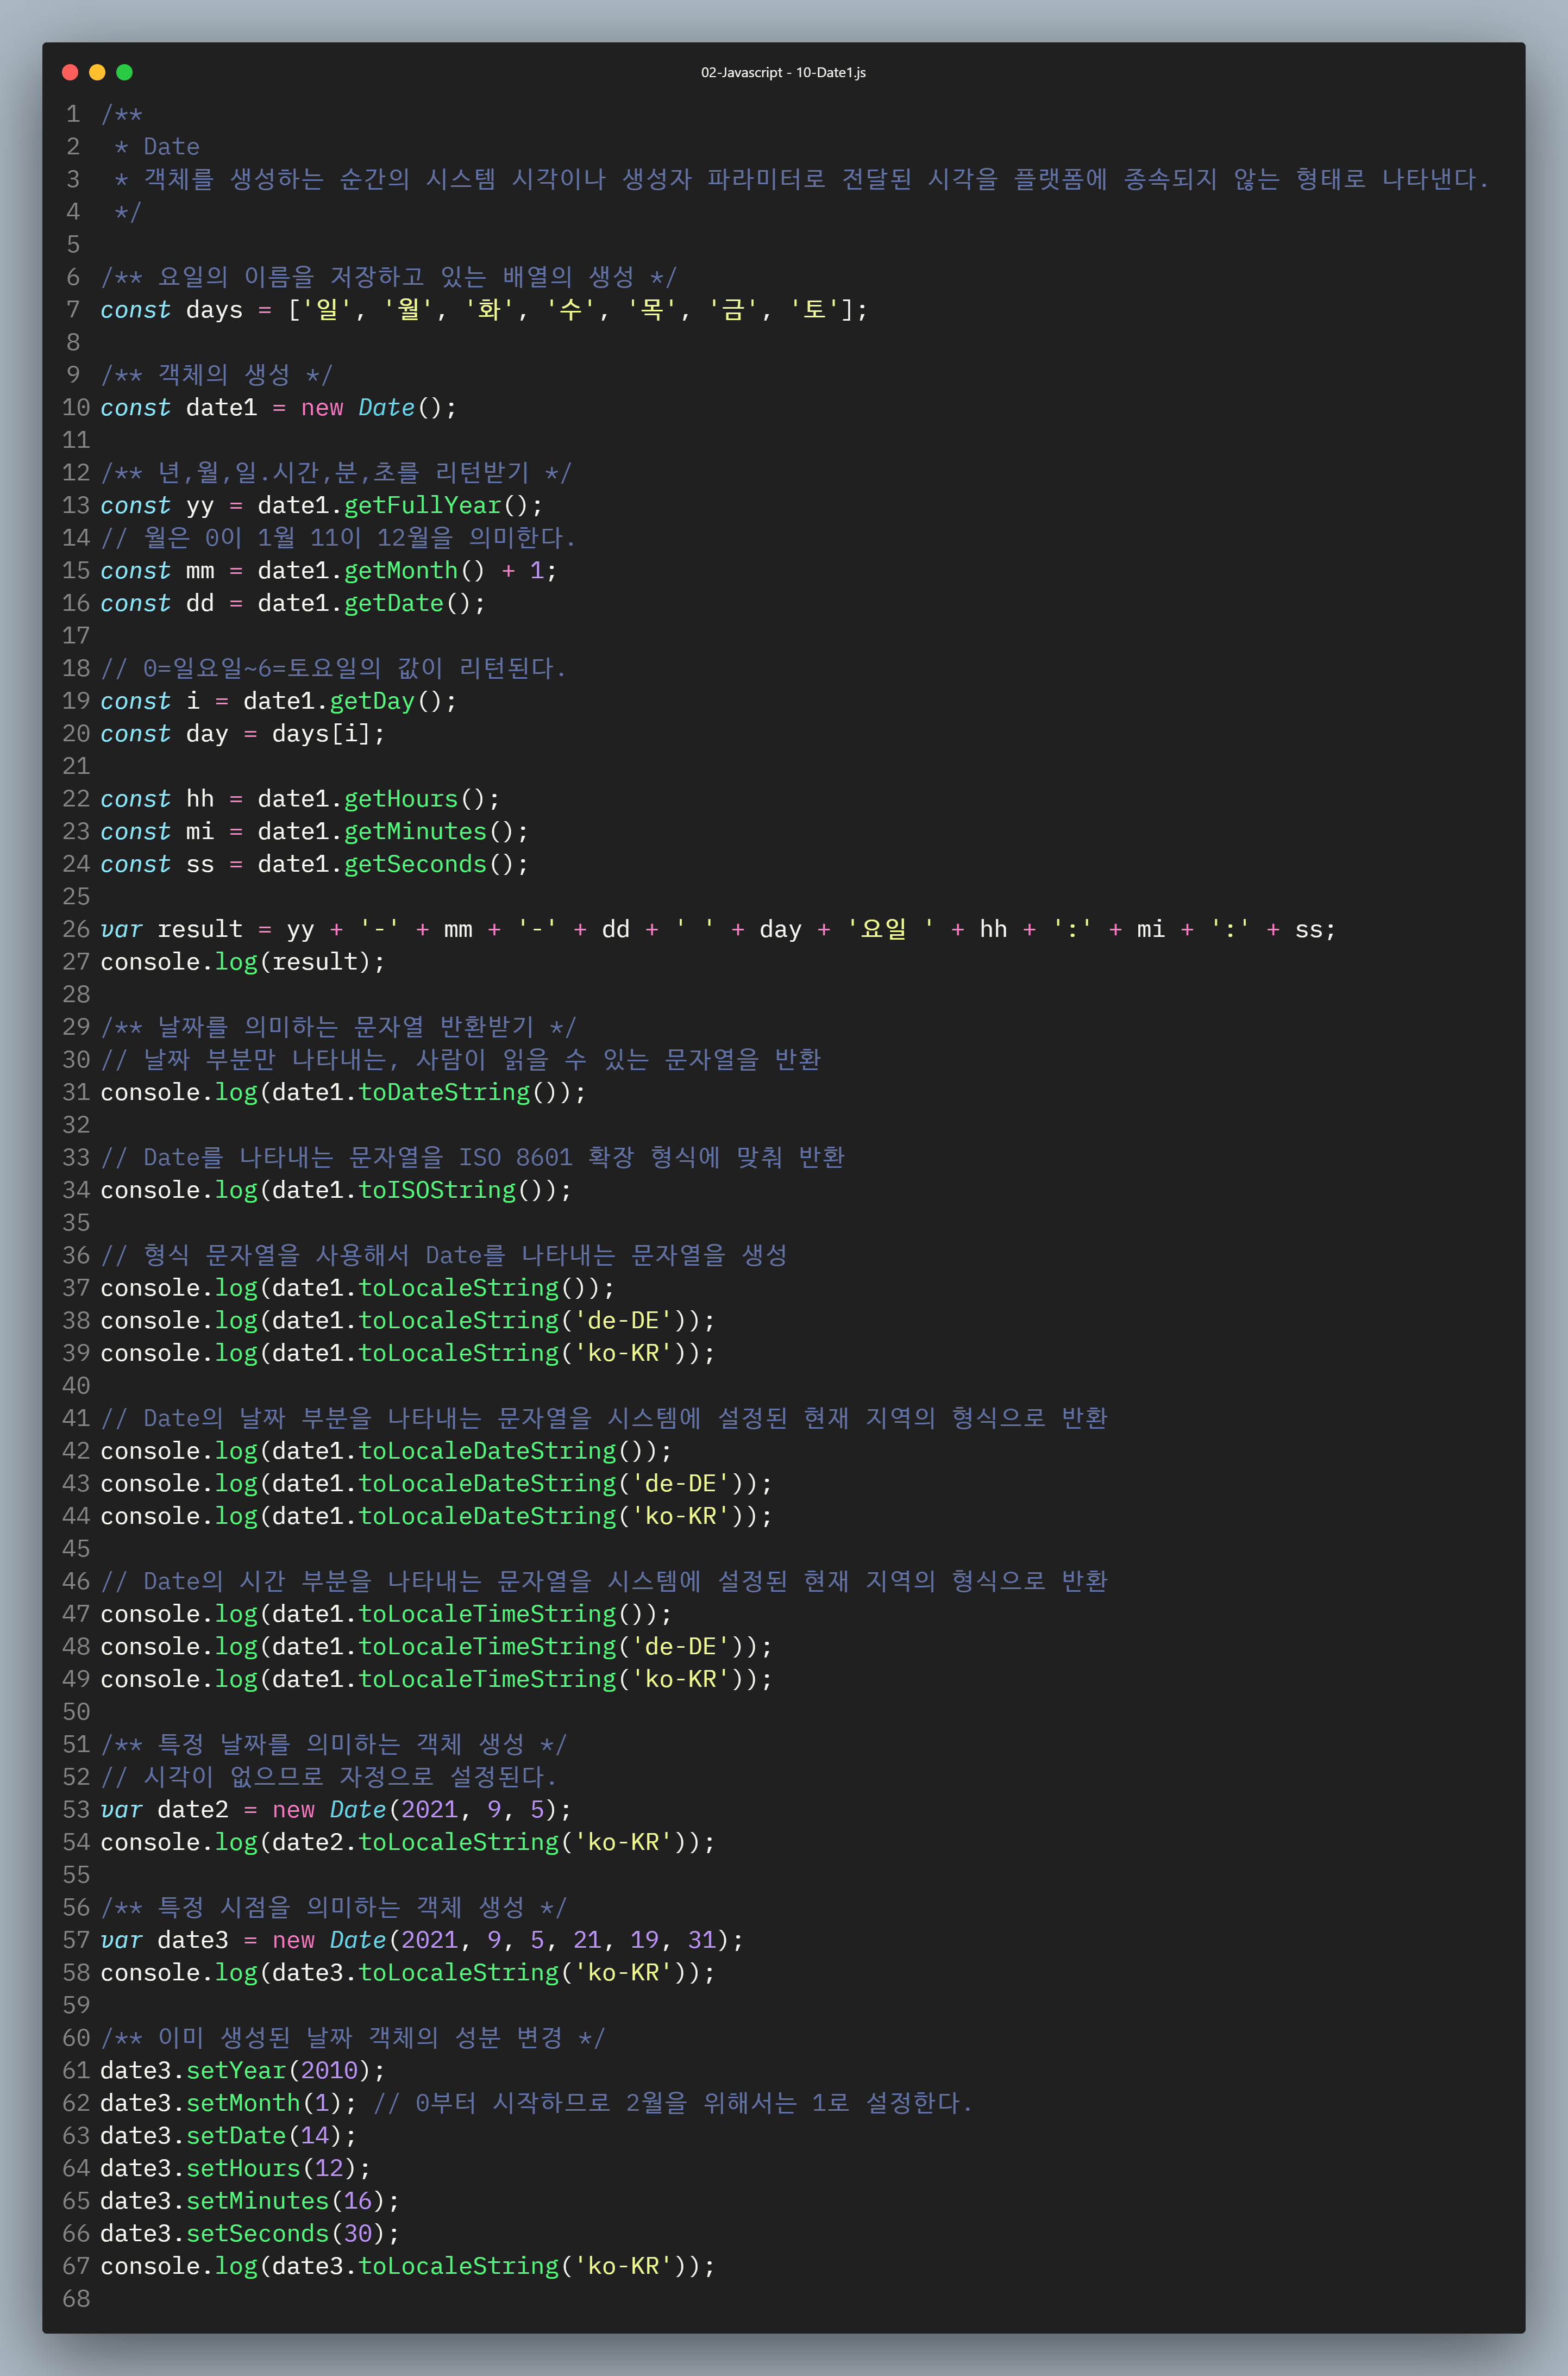 02-Javascript - 10-Date1.js
1 /**
2  * Date
3  * 객체를 생성하는 순간의 시스템 시각이나 생성자 파라미터로 전달된 시각을 플랫폼에 종속되지 않는 형태로 나타낸다.
4  */
5
6 /** 요일의 이름을 저장하고 있는 배열의 생성 */
7 const days = ['일', '월', '화', '수', '목', '금', '토'];
8
9 /** 객체의 생성 */
10 const date1 = new Date();
11
12 /** 년,월,일.시간,분,초를 리턴받기 */
13 const yy = date1.getFullYear();
14 // 월은 0이 1월 11이 12월을 의미한다.
15 const mm = date1.getMonth() + 1;
16 const dd = date1.getDate();
17
18 // 0=일요일~6=토요일의 값이 리턴된다.
19 const i = date1.getDay();
20 const day = days[i];
21
22 const hh = date1.getHours();
23 const mi = date1.getMinutes();
24 const ss = date1.getSeconds();
25
26 var result = yy + '-' + mm + '-' + dd + ' ' + day + '요일 ' + hh + ':' + mi + ':' + ss;
27 console.log(result);
28
29 /** 날짜를 의미하는 문자열 반환받기 */
30 // 날짜 부분만 나타내는, 사람이 읽을 수 있는 문자열을 반환
31 console.log(date1.toDateString());
32
33 // Date를 나타내는 문자열을 ISO 8601 확장 형식에 맞춰 반환
34 console.log(date1.toISOString());
35
36 // 형식 문자열을 사용해서 Date를 나타내는 문자열을 생성
37 console.log(date1.toLocaleString());
38 console.log(date1.toLocaleString('de-DE'));
39 console.log(date1.toLocaleString('ko-KR'));
40
41 // Date의 날짜 부분을 나타내는 문자열을 시스템에 설정된 현재 지역의 형식으로 반환
42 console.log(date1.toLocaleDateString());
43 console.log(date1.toLocaleDateString('de-DE'));
44 console.log(date1.toLocaleDateString('ko-KR'));
45
46 // Date의 시간 부분을 나타내는 문자열을 시스템에 설정된 현재 지역의 형식으로 반환
47 console.log(date1.toLocaleTimeString());
48 console.log(date1.toLocaleTimeString('de-DE'));
49 console.log(date1.toLocaleTimeString('ko-KR'));
50
51 /** 특정 날짜를 의미하는 객체 생성 */
52 // 시각이 없으므로 자정으로 설정된다.
53 var date2 = new Date(2021, 9, 5);
54 console.log(date2.toLocaleString('ko-KR'));
55
56 /** 특정 시점을 의미하는 객체 생성 */
57 var date3 = new Date(2021, 9, 5, 21, 19, 31);
58 console.log(date3.toLocaleString('ko-KR'));
59
60 /** 이미 생성된 날짜 객체의 성분 변경 */
61 date3.setYear(2010);
62 date3.setMonth(1); // 0부터 시작하므로 2월을 위해서는 1로 설정한다.
63 date3.setDate(14);
64 date3.setHours(12);
65 date3.setMinutes(16);
66 date3.setSeconds(30);
67 console.log(date3.toLocaleString('ko-KR'));
68